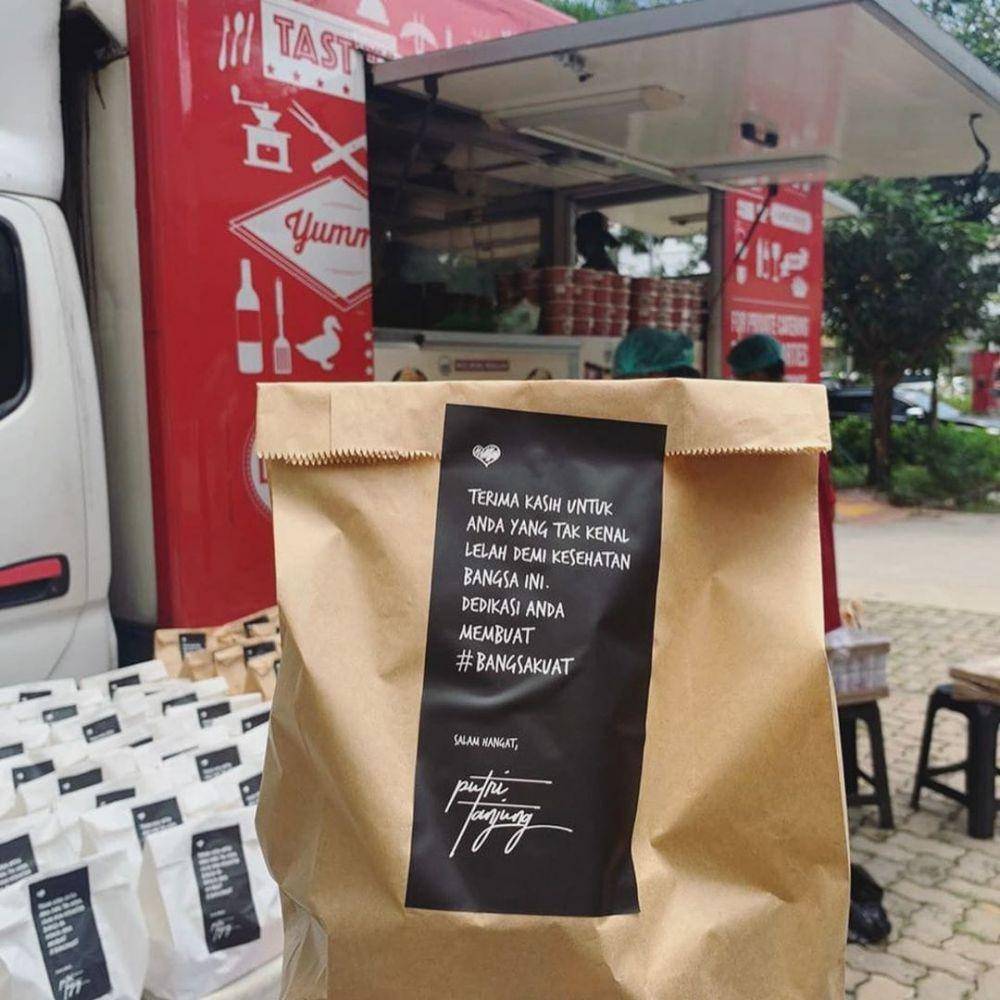 TAST
Yumm
FOR PRIVATE CATERING
TERIMA KASIH UNTUK
ANDA YANG TAK KENAL
LELAH DEMI KESEHATAN
BANGSA INI.
DEDIKASI ANDA
MEMBUAT
#BANGSAKUAT
SALAM HANGAT,
putri
tanjung